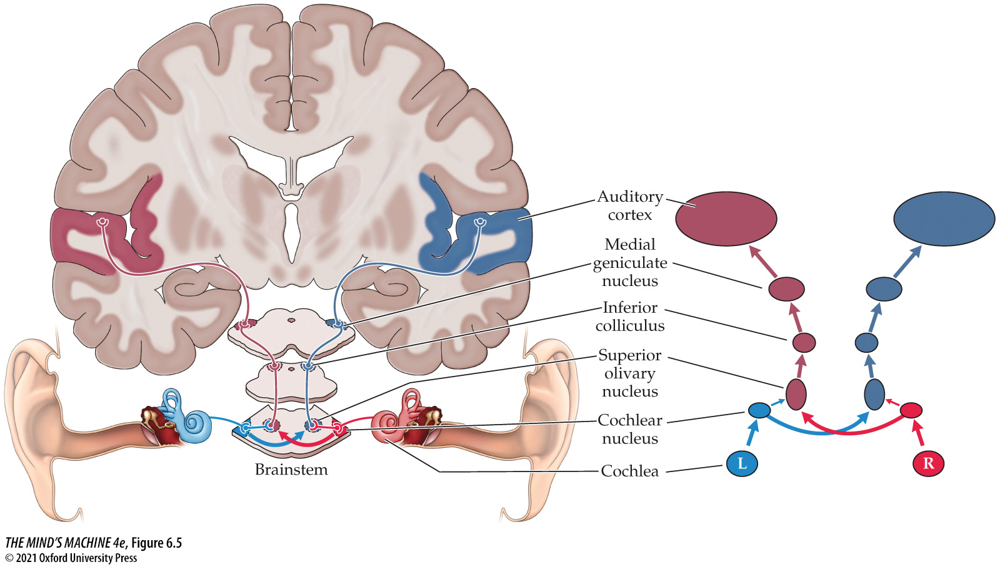 Auditory
cortex
Medial
geniculate
nucleus
Inferior
colliculus
Superior
olivary
nucleus
Cochlear
nucleus
Cochlea
Brainstem
L
R
THE MIND'S MACHINE 4e, Figure 6.5
© 2021 Oxford University Press